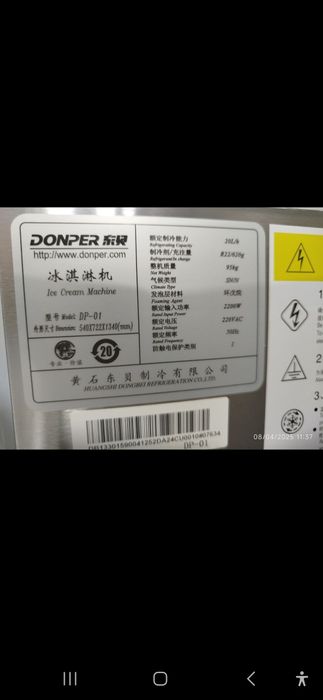 DONPER 东贝
http://www.donper.com
冰淇淋机
Ice Cream Machine
型号 Model: DP-01
外形尺寸 Dimension: 540X722X1349(mm)
20
额定制冷能力 20L/h
Refrigerating Capacity
制冷剂/充注量
Refrigerant/In Charge
整机质量 95kg
Net Weight
气候类型
Climate Type
发泡层材料 环戊烷
Foaming Agent
额定输入功率 2200W
Rated Input Power
额定电压 220VAC
Rated Voltage
额定频率 50Hz
Rated Frequency
防触电保护类别 I
黄石东贝制冷有限公司
HUANGSHI DONGBEI REFRIGERATION CO.,LTD.
DP-01
1
3
08/04/2025 11:37